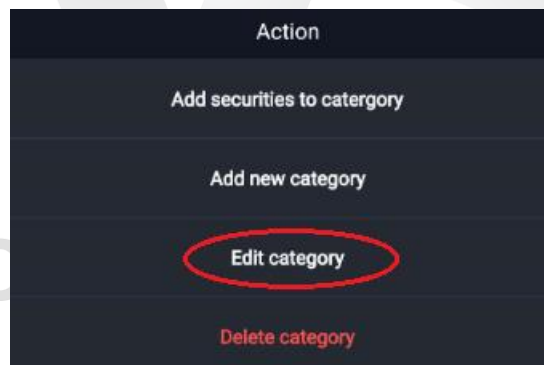 Action
Add securities to catergory
Add new category
Edit category
Delete category